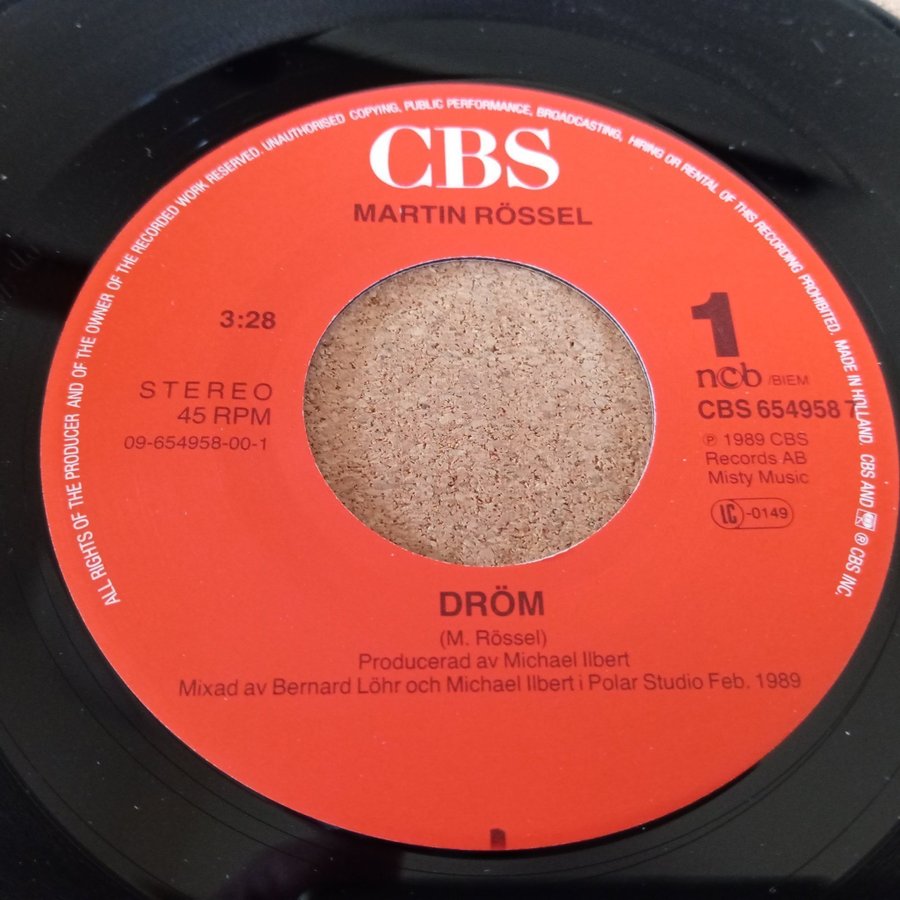 ALL RIGHTS OF THE PRODUCER AND OF THE OWNER OF THE RECORDED WORK RESERVED. UNAUTHORISED COPYING, PUBLIC PERFORMANCE, BROADCASTING, HIRING OR RENTAL OF THIS RECORDING PROHIBITED. MADE IN HOLLAND. CBS AND ® CBS INC.
CBS
MARTIN RÖSSEL
3:28
STEREO
45 RPM
09-654958-00-1
1
ncb /BIEM
CBS 654958 7
℗ 1989 CBS
Records AB
Misty Music
LC -0149
DRÖM
(M. Rössel)
Producerad av Michael Ilbert
Mixad av Bernard Löhr och Michael Ilbert i Polar Studio Feb. 1989